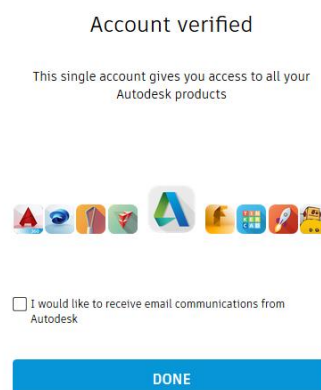 Account verified
This single account gives you access to all your
Autodesk products
I would like to receive email communications from
Autodesk
DONE